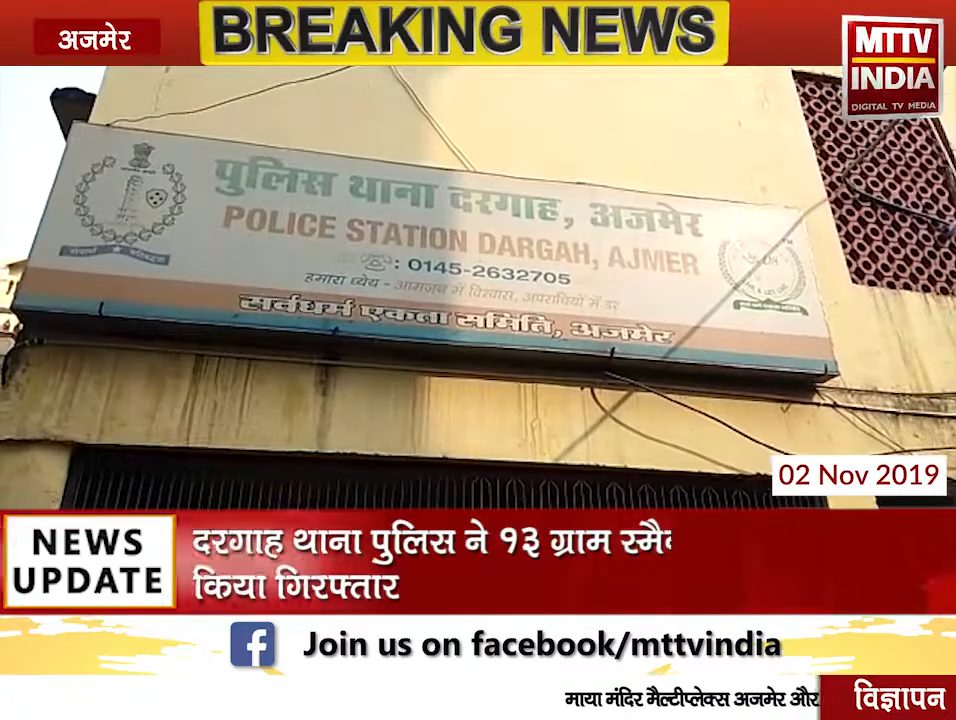 अजमेर
BREAKING NEWS
MTTV
INDIA
DIGITAL TV MEDIA
पुलिस थाना दरगाह, अजमेर
POLICE STATION DARGAH, AJMER
: 0145-2632705
हमारा ध्येय - आमजन में विश्वास, अपराधियों में डर
सर्वधर्म एकता समिति, अजमेर
02 Nov 2019
NEWS
UPDATE
दरगाह थाना पुलिस ने १३ ग्राम
किया गिरफ्तार
Join us on facebook/mttvindia
माया मंदिर मैल्टीप्लेक्स अजमेर और
विज्ञापन